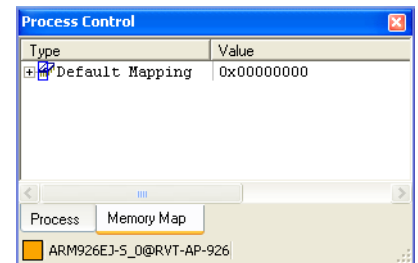 Process Control
Type Value
Default Mapping 0x00000000
Process Memory Map
ARM926EJ-S_0@RVT-AP-926